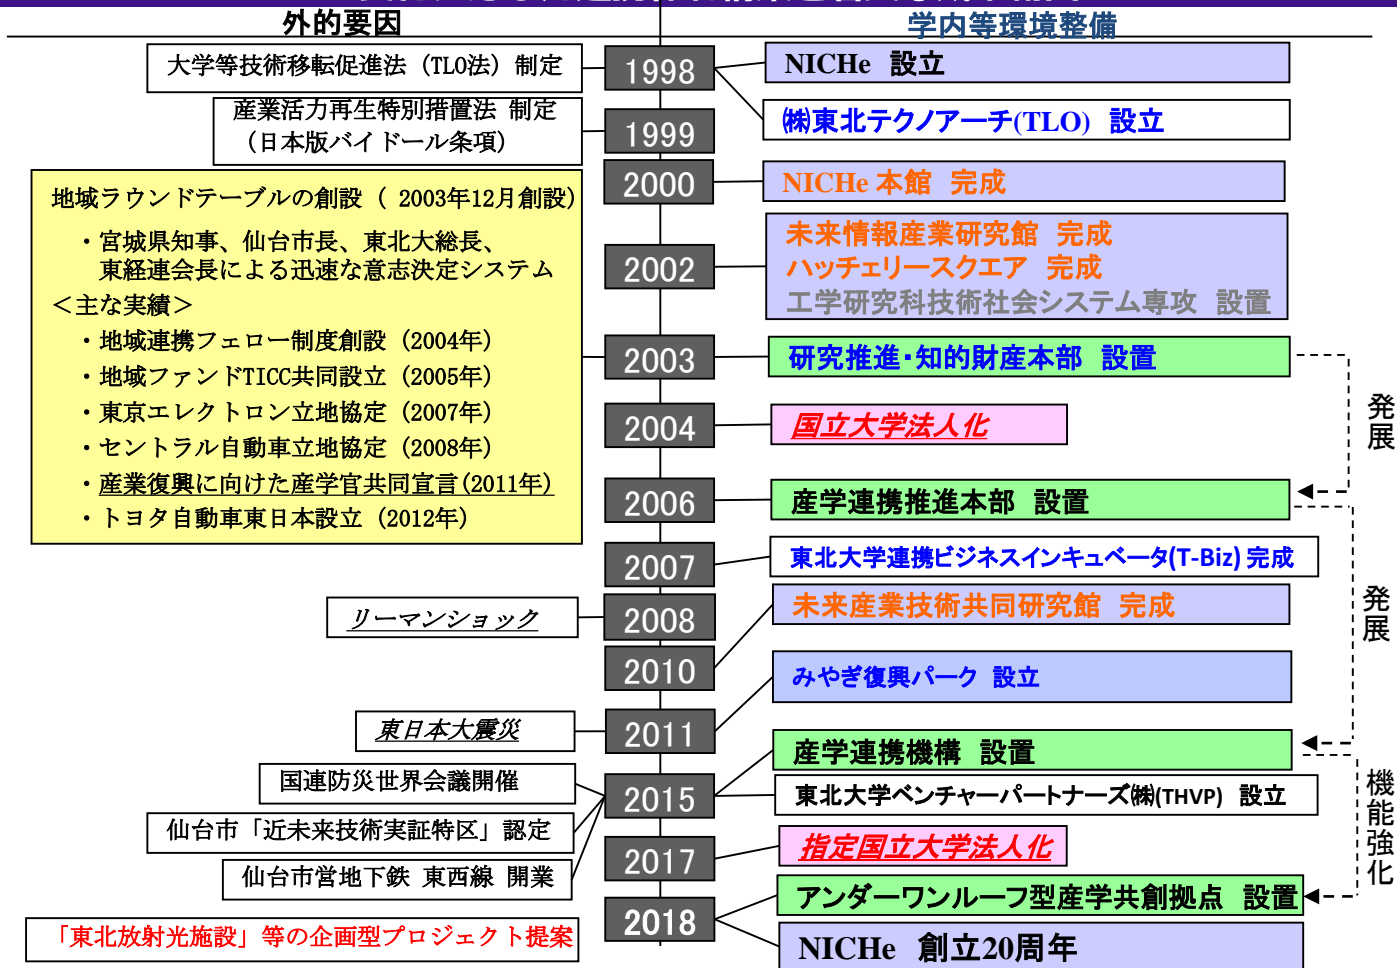 外的要因
学内等環境整備
大学等技術移転促進法（TLO法）制定
1998
NICHe 設立
産業活力再生特別措置法 制定
（日本版バイドール条項）
1999
㈱東北テクノアーチ(TLO) 設立
2000
NICHe 本館 完成
地域ラウンドテーブルの創設（ 2003年12月創設）
・宮城県知事、仙台市長、東北大総長、
東経連会長による迅速な意志決定システム
＜主な実績＞
・地域連携フェロー制度創設（2004年）
・地域ファンドTICC共同設立（2005年）
・東京エレクトロン立地協定（2007年）
・セントラル自動車立地協定（2008年）
・産業復興に向けた産学官共同宣言(2011年)
・トヨタ自動車東日本設立（2012年）
2002
未来情報産業研究館 完成
ハッチェリースクエア 完成
工学研究科技術社会システム専攻 設置
2003
研究推進・知的財産本部 設置
発展
2004
国立大学法人化
2006
産学連携推進本部 設置
2007
東北大学連携ビジネスインキュベータ(T-Biz) 完成
発展
リーマンショック
2008
未来産業技術共同研究館 完成
2010
みやぎ復興パーク 設立
東日本大震災
2011
産学連携機構 設置
国連防災世界会議開催
2015
東北大学ベンチャーパートナーズ㈱(THVP) 設立
機能強化
仙台市「近未来技術実証特区」認定
仙台市営地下鉄 東西線 開業
2017
指定国立大学法人化
2018
アンダーワンルーフ型産学共創拠点 設置
「東北放射光施設」等の企画型プロジェクト提案
NICHe 創立20周年